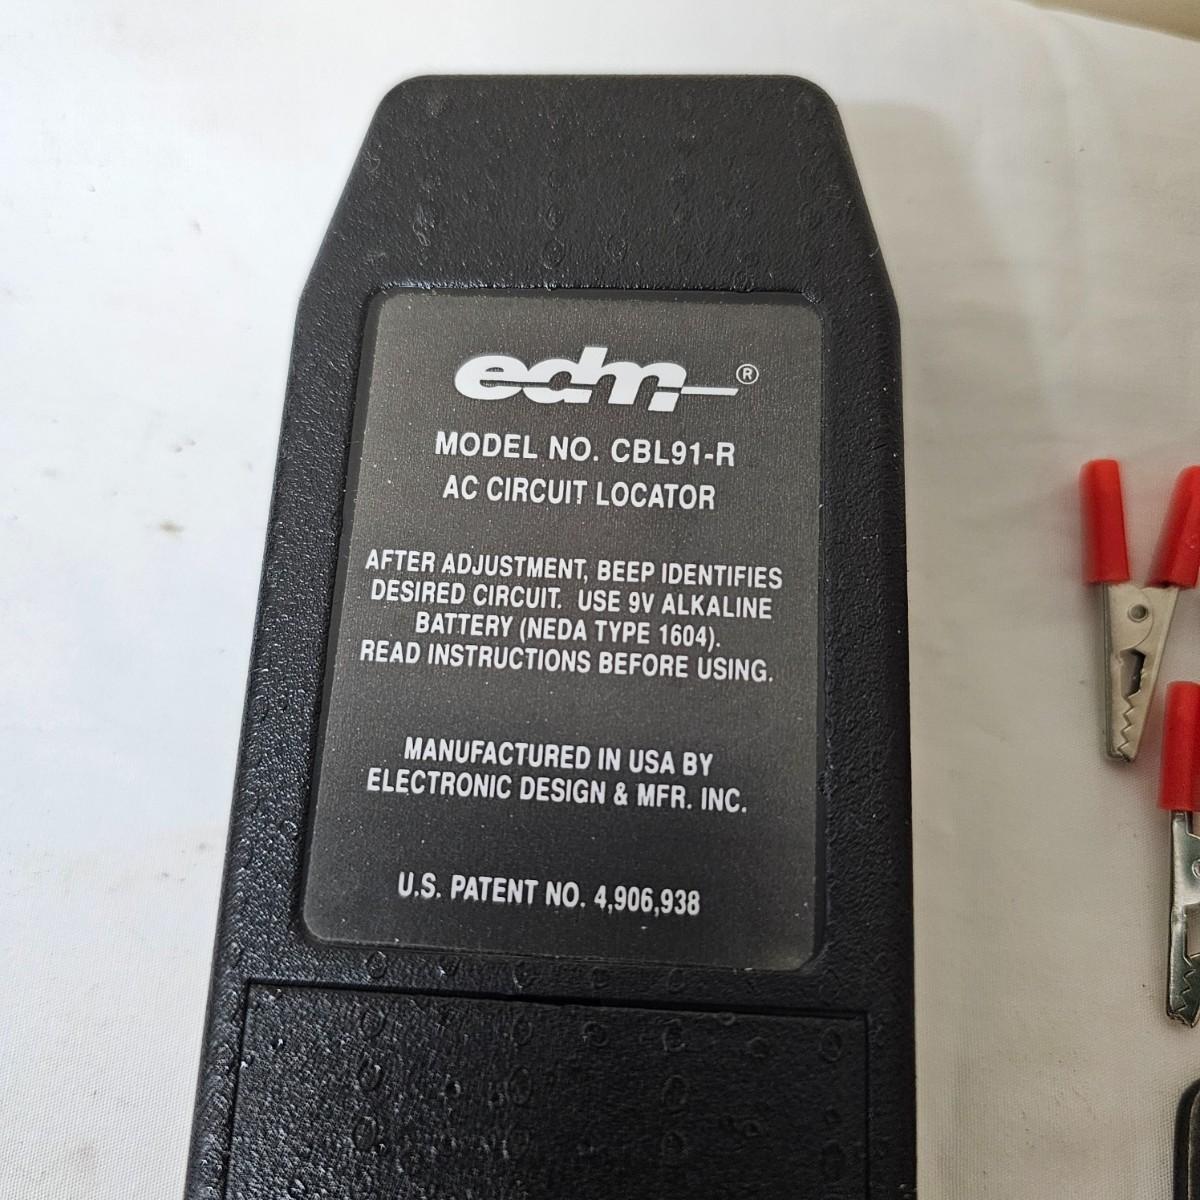 edm®
MODEL NO. CBL91-R
AC CIRCUIT LOCATOR
AFTER ADJUSTMENT, BEEP IDENTIFIES
DESIRED CIRCUIT. USE 9V ALKALINE
BATTERY (NEDA TYPE 1604).
READ INSTRUCTIONS BEFORE USING.
MANUFACTURED IN USA BY
ELECTRONIC DESIGN & MFR. INC.
U.S. PATENT NO. 4,906,938